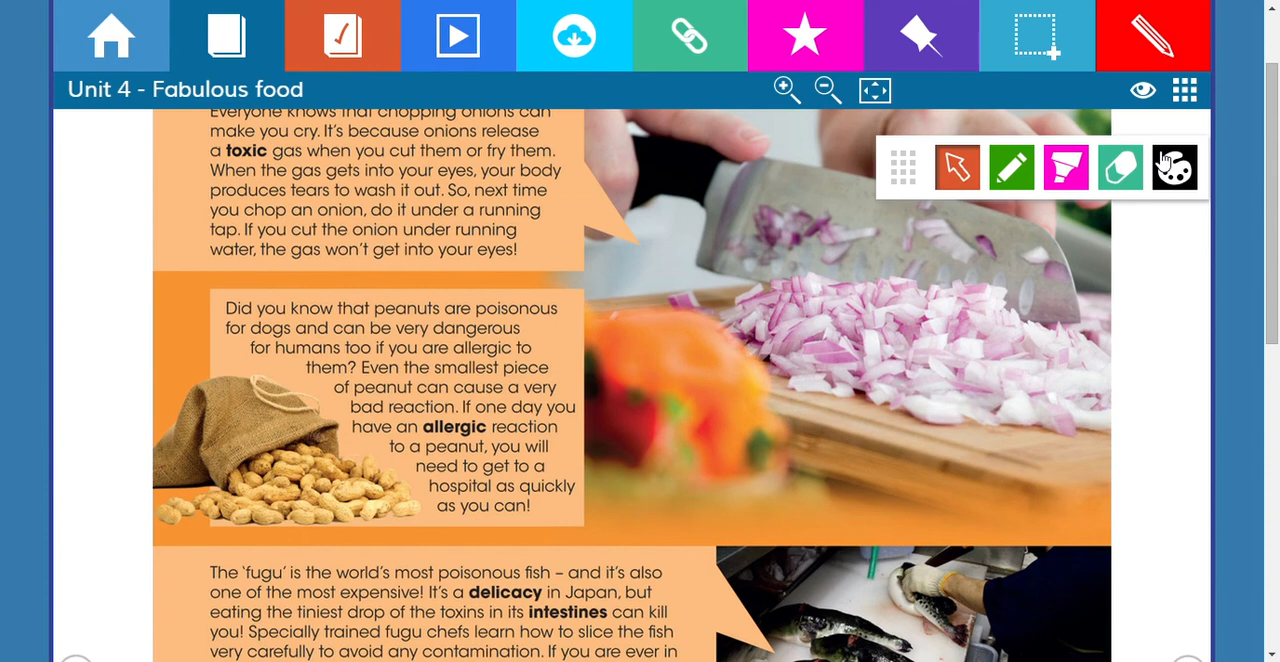 Unit 4 - Fabulous food
Everyone knows that chopping onions can
make you cry. It's because onions release
a toxic gas when you cut them or fry them.
When the gas gets into your eyes, your body
produces tears to wash it out. So, next time
you chop an onion, do it under a running
tap. If you cut the onion under running
water, the gas won't get into your eyes!
Did you know that peanuts are poisonous
for dogs and can be very dangerous
for humans too if you are allergic to
them? Even the smallest piece
of peanut can cause a very
bad reaction. If one day you
have an allergic reaction
to a peanut, you will
need to get to a
hospital as quickly
as you can!
The ‘fugu’ is the world's most poisonous fish – and it's also
one of the most expensive! It's a delicacy in Japan, but
eating the tiniest drop of the toxins in its intestines can kill
you! Specially trained fugu chefs learn how to slice the fish
very carefully to avoid any contamination. If you are ever in